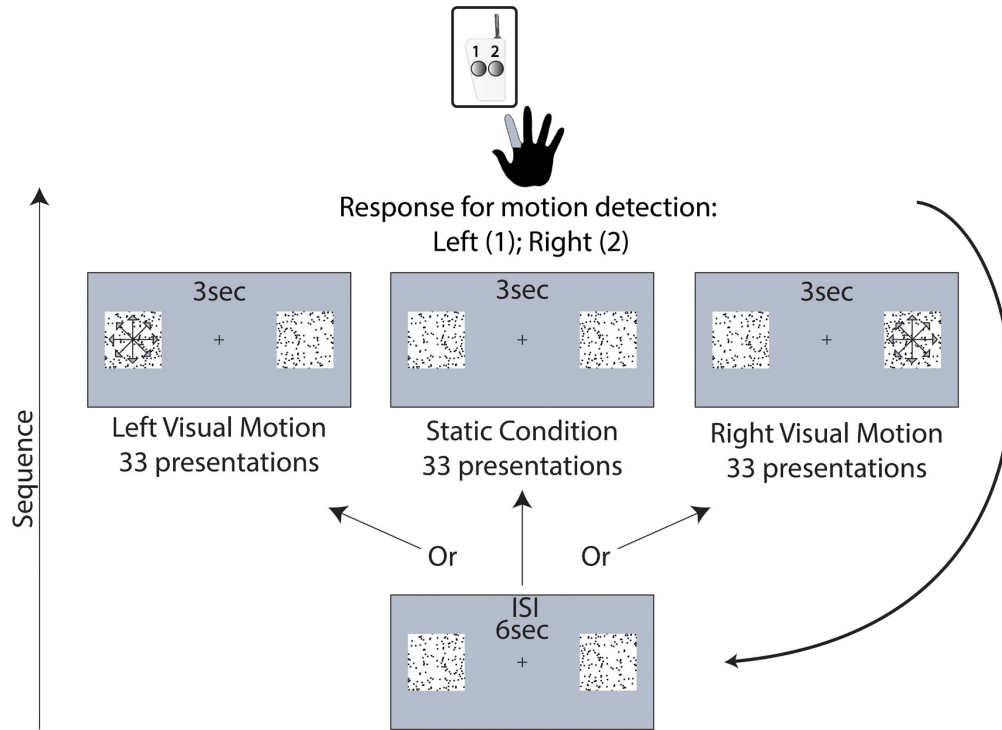 1 2
Response for motion detection:
Left (1); Right (2)
3sec
3sec
3sec
Left Visual Motion
33 presentations
Static Condition
33 presentations
Right Visual Motion
33 presentations
Sequence
Or
Or
ISI
6sec